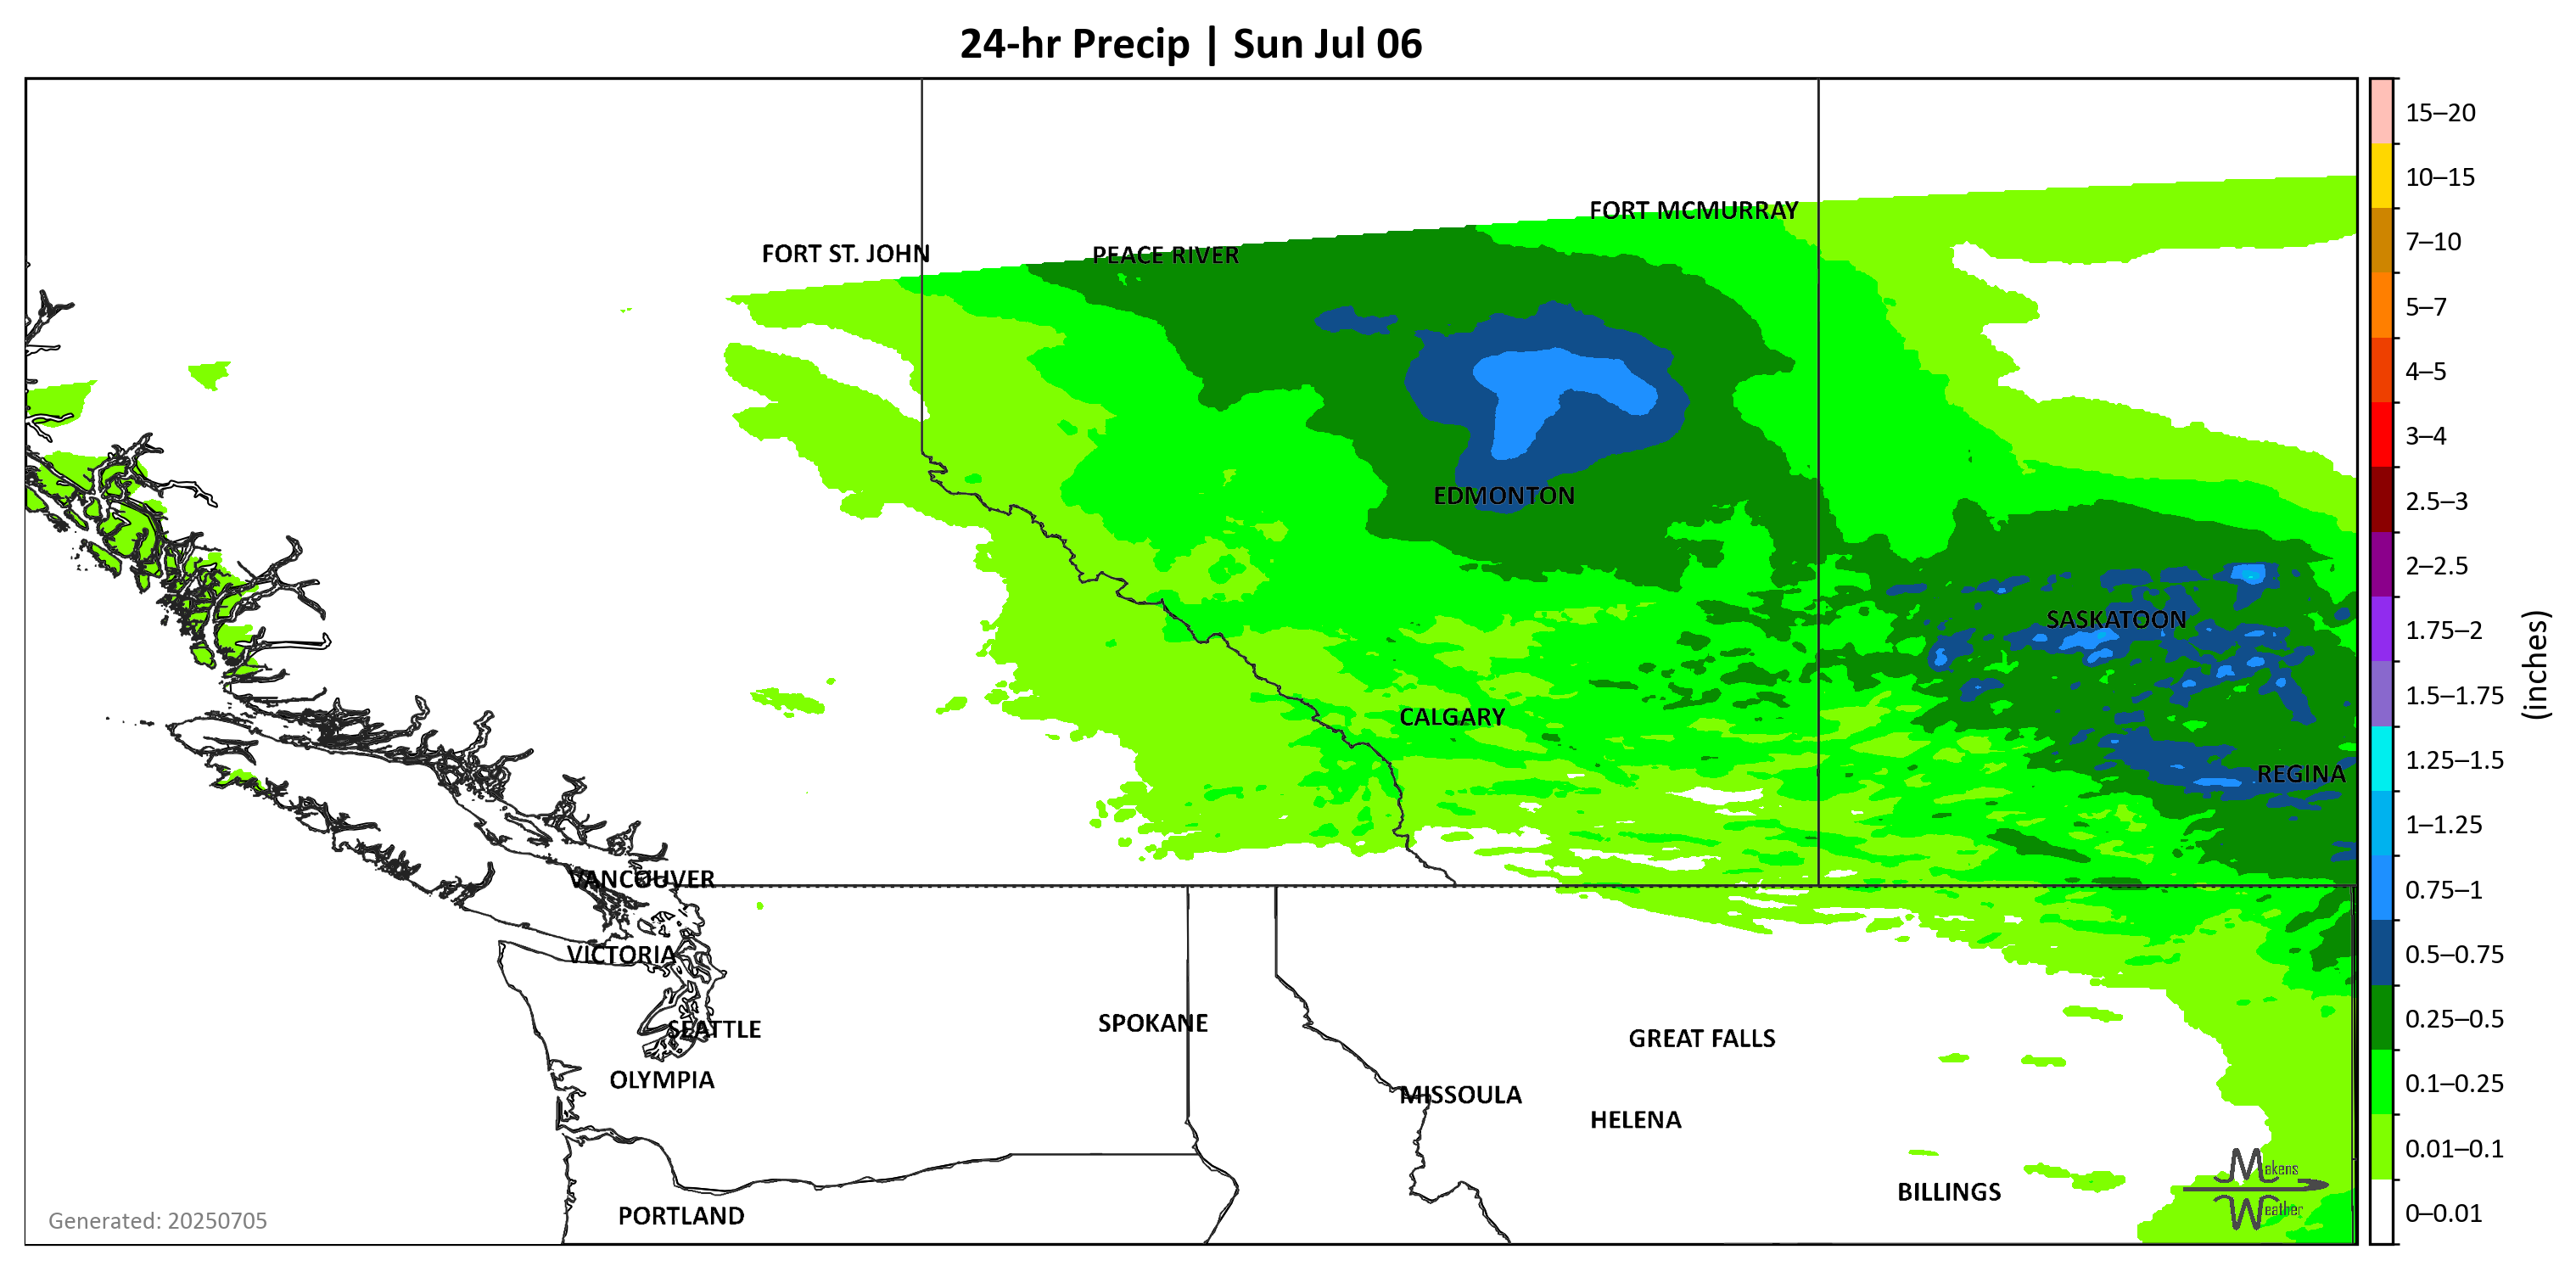 24-hr Precip | Sun Jul 06
FORT MCMURRAY
FORT ST. JOHN
PEACE RIVER
EDMONTON
SASKATOON
CALGARY
REGINA
VANCOUVER
VICTORIA
SPOKANE
SEATTLE
GREAT FALLS
OLYMPIA
MISSOULA
HELENA
BILLINGS
PORTLAND
Makens
Weather
Generated: 20250705
15–20
10–15
7–10
5–7
4–5
3–4
2.5–3
2–2.5
1.75–2
1.5–1.75
1.25–1.5
1–1.25
0.75–1
0.5–0.75
0.25–0.5
0.1–0.25
0.01–0.1
0–0.01
(inches)